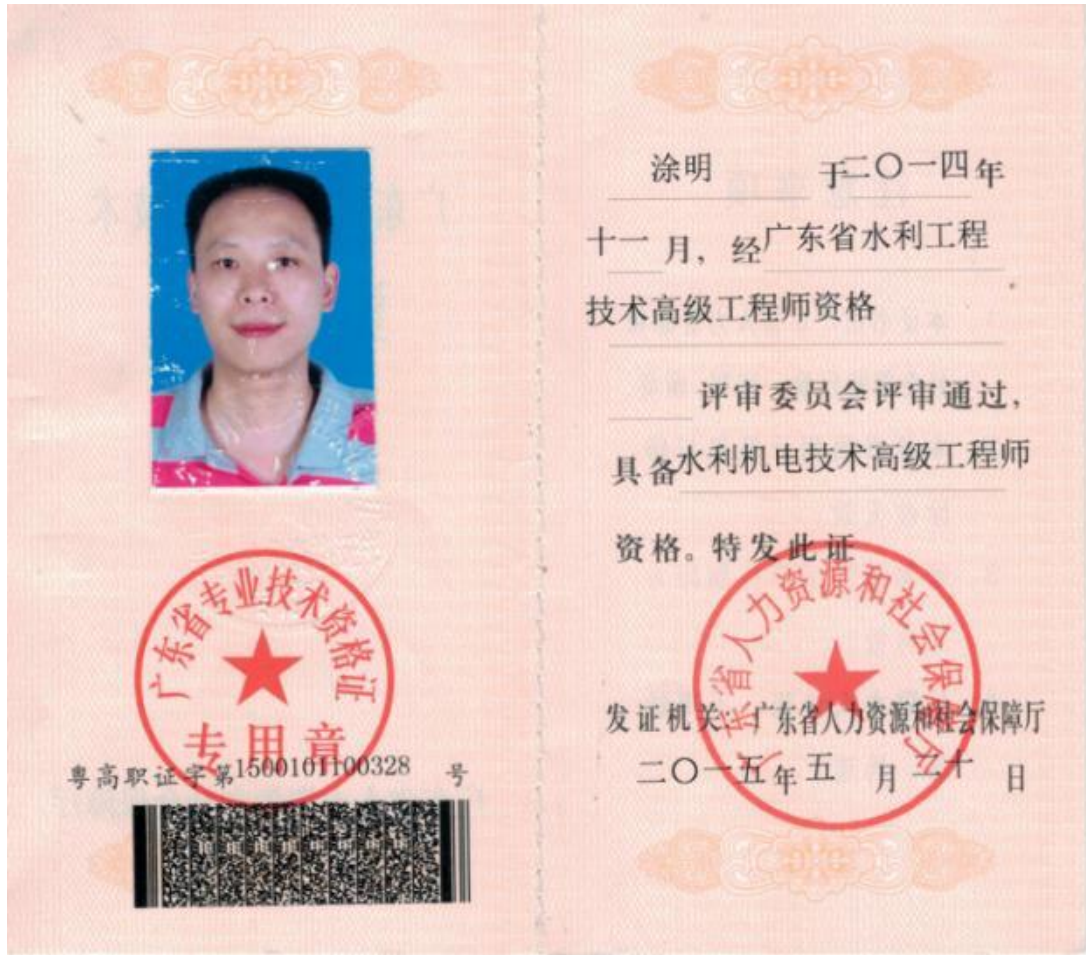 广东省专业技术资格证
专用章
粤高职证字第1500101100328号
涂明 于二〇一四年
十一月，经广东省水利工程
技术高级工程师资格
评审委员会评审通过，
具备水利机电技术高级工程师
资格。特发此证
广东省人力资源和社会保障厅
发证机关：广东省人力资源和社会保障厅
二〇一五年五月二十日